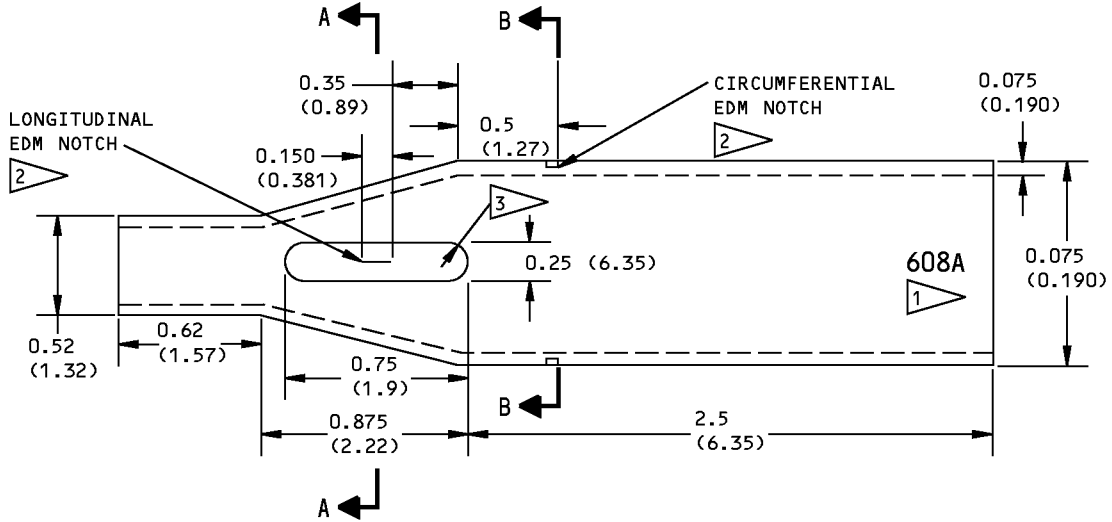 A
B
0.35
(0.89)
CIRCUMFERENTIAL
EDM NOTCH
2
0.075
(0.190)
LONGITUDINAL
EDM NOTCH
2
0.5
(1.27)
0.150
(0.381)
3
0.25 (6.35)
608A
1
0.075
(0.190)
0.52
(1.32)
0.62
(1.57)
0.75
(1.9)
B
0.875
(2.22)
2.5
(6.35)
A